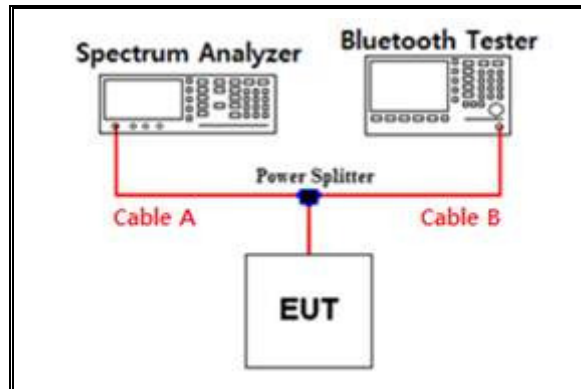 Spectrum Analyzer
Bluetooth Tester
Power Splitter
Cable A
Cable B
EUT